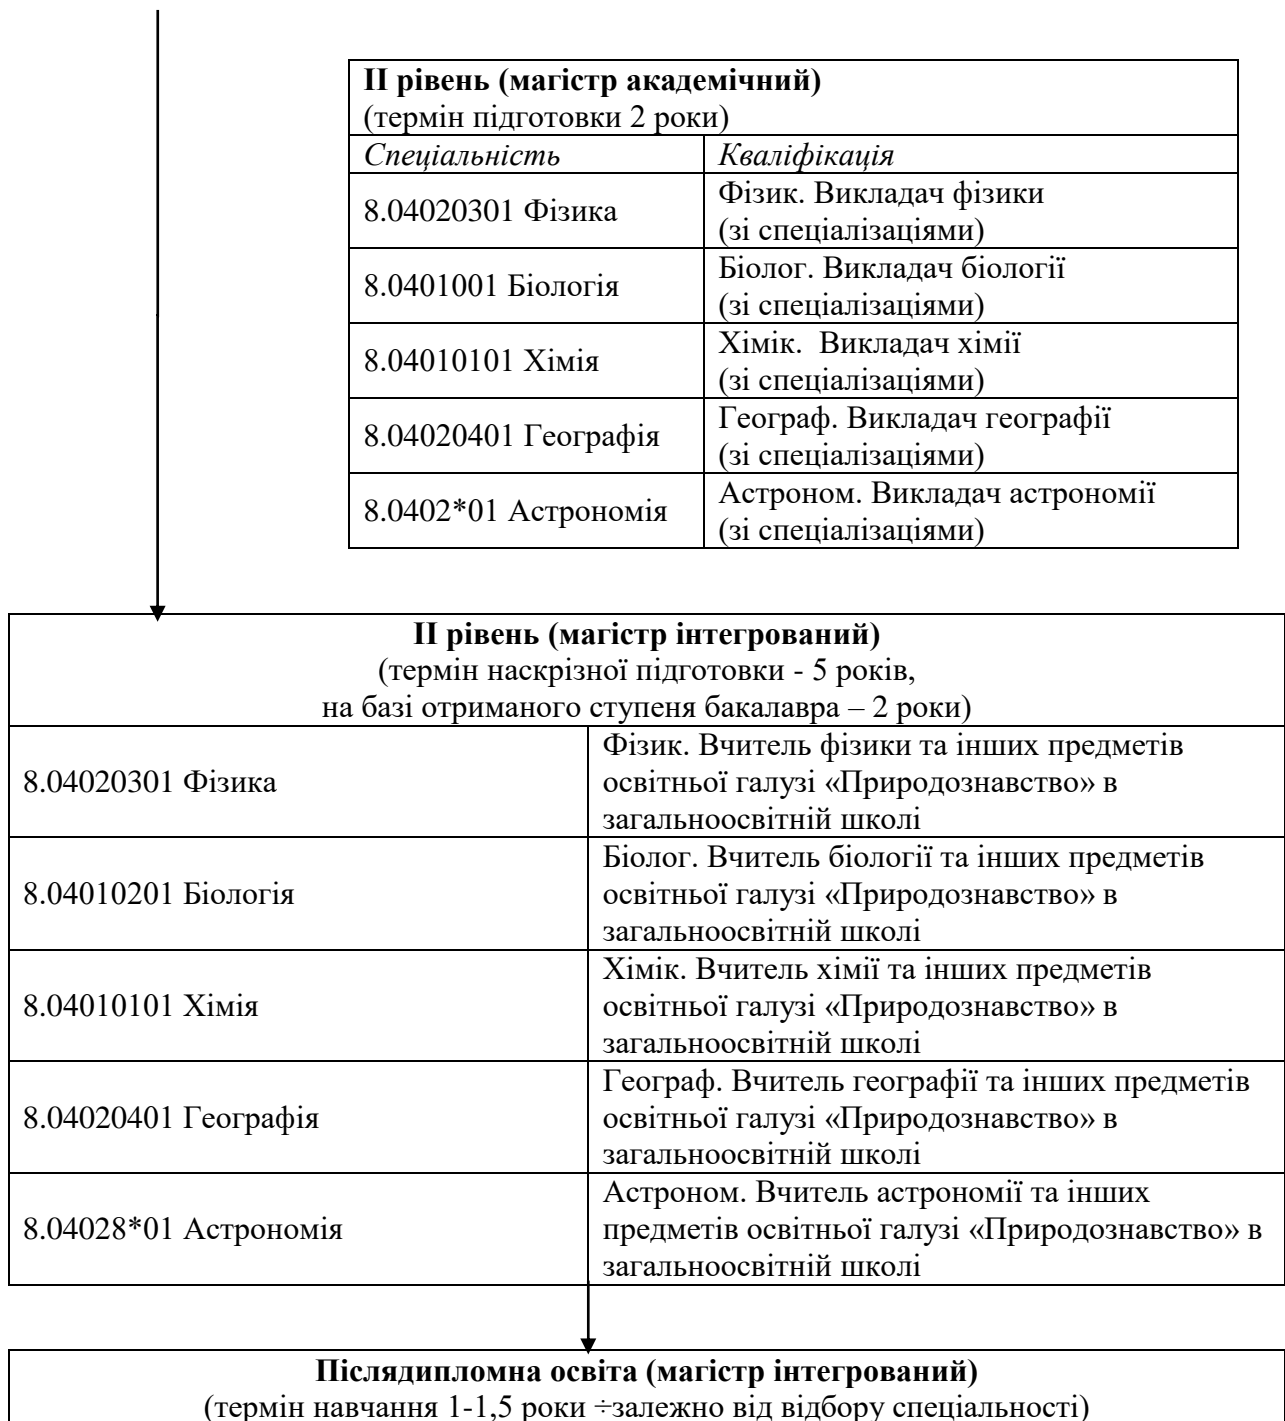 ІІ рівень (магістр академічний)
(термін підготовки 2 роки)
Спеціальність Кваліфікація
8.04020301 Фізика
Фізик. Викладач фізики
(зі спеціалізаціями)
8.0401001 Біологія
Біолог. Викладач біології
(зі спеціалізаціями)
8.04010101 Хімія
Хімік. Викладач хімії
(зі спеціалізаціями)
8.04020401 Географія
Географ. Викладач географії
(зі спеціалізаціями)
8.0402*01 Астрономія
Астроном. Викладач астрономії
(зі спеціалізаціями)
ІІ рівень (магістр інтегрований)
(термін наскрізної підготовки - 5 років,
на базі отриманого ступеня бакалавра – 2 роки)
8.04020301 Фізика
Фізик. Вчитель фізики та інших предметів
освітньої галузі «Природознавство» в
загальноосвітній школі
8.04010201 Біологія
Біолог. Вчитель біології та інших предметів
освітньої галузі «Природознавство» в
загальноосвітній школі
8.04010101 Хімія
Хімік. Вчитель хімії та інших предметів
освітньої галузі «Природознавство» в
загальноосвітній школі
8.04020401 Географія
Географ. Вчитель географії та інших предметів
освітньої галузі «Природознавство» в
загальноосвітній школі
8.04028*01 Астрономія
Астроном. Вчитель астрономії та інших
предметів освітньої галузі «Природознавство» в
загальноосвітній школі
Післядипломна освіта (магістр інтегрований)
(термін навчання 1-1,5 роки ÷залежно від відбору спеціальності)